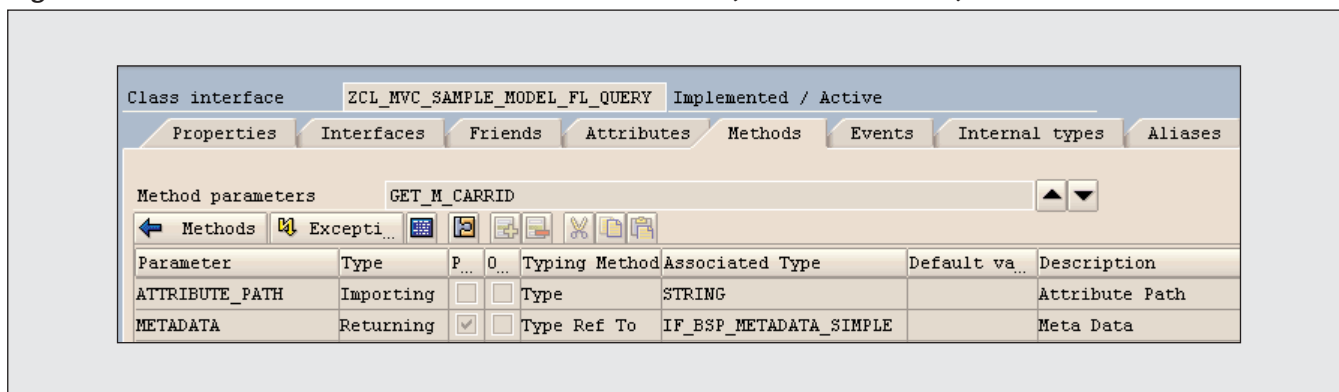 Class interface ZCL_MVC_SAMPLE_MODEL_FL_QUERY Implemented / Active
Properties Interfaces Friends Attributes Methods Events Internal types Aliases
Method parameters GET_M_CARRID
Methods Excepti...
Parameter Type P... O... Typing Method Associated Type Default va... Description
ATTRIBUTE_PATH Importing Type STRING Attribute Path
METADATA Returning Type Ref To IF_BSP_METADATA_SIMPLE Meta Data